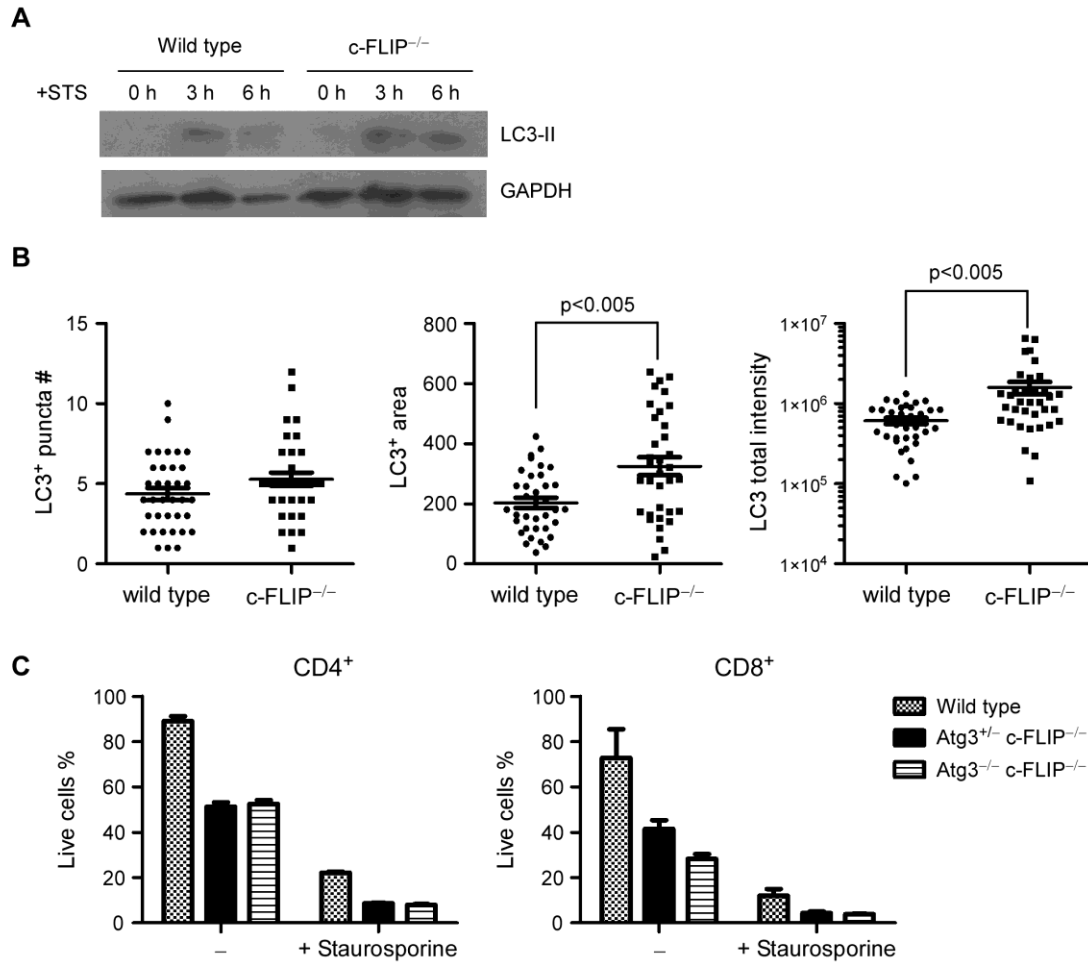 A
Wild type c-FLIP−/−
+STS 0 h 3 h 6 h 0 h 3 h 6 h
LC3-II
GAPDH
B
15
10
5
0
LC3+ puncta #
wild type c-FLIP−/−
p<0.005
800
600
400
200
0
LC3+ area
wild type c-FLIP−/−
p<0.005
1×10^7
1×10^6
1×10^5
1×10^4
LC3 total intensity
wild type c-FLIP−/−
C
CD4+
100
80
60
40
20
0
Live cells %
− + Staurosporine
CD8+
100
80
60
40
20
0
Live cells %
− + Staurosporine
Wild type
Atg3+/− c-FLIP−/−
Atg3−/− c-FLIP−/−